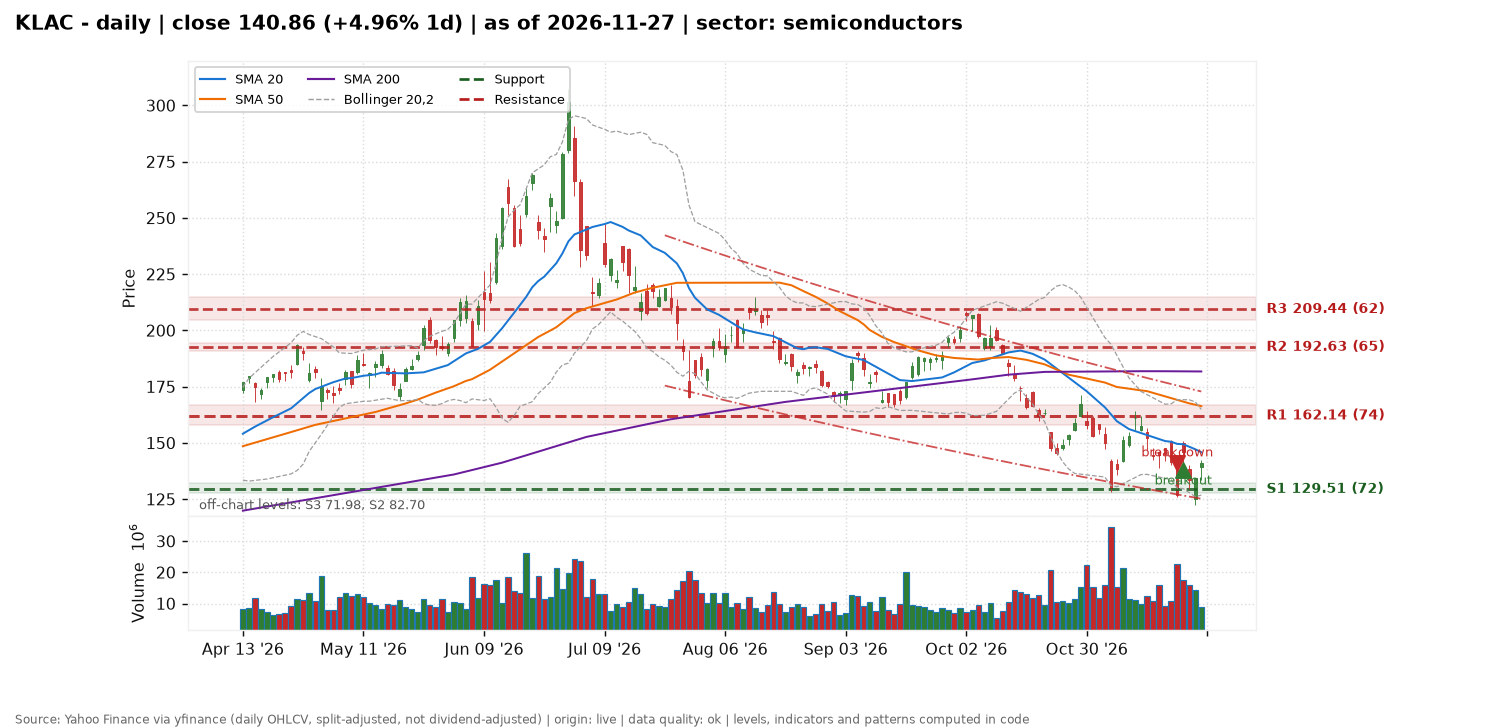 KLAC - daily | close 140.86 (+4.96% 1d) | as of 2026-11-27 | sector: semiconductors
SMA 20
SMA 50
SMA 200
Bollinger 20,2
Support
Resistance
Price
300
275
250
225
200
175
150
125
R3 209.44 (62)
R2 192.63 (65)
R1 162.14 (74)
S1 129.51 (72)
breakdown
breakout
off-chart levels: S3 71.98, S2 82.70
Volume 10⁶
30
20
10
Apr 13 '26
May 11 '26
Jun 09 '26
Jul 09 '26
Aug 06 '26
Sep 03 '26
Oct 02 '26
Oct 30 '26
Source: Yahoo Finance via yfinance (daily OHLCV, split-adjusted, not dividend-adjusted) | origin: live | data quality: ok | levels, indicators and patterns computed in code